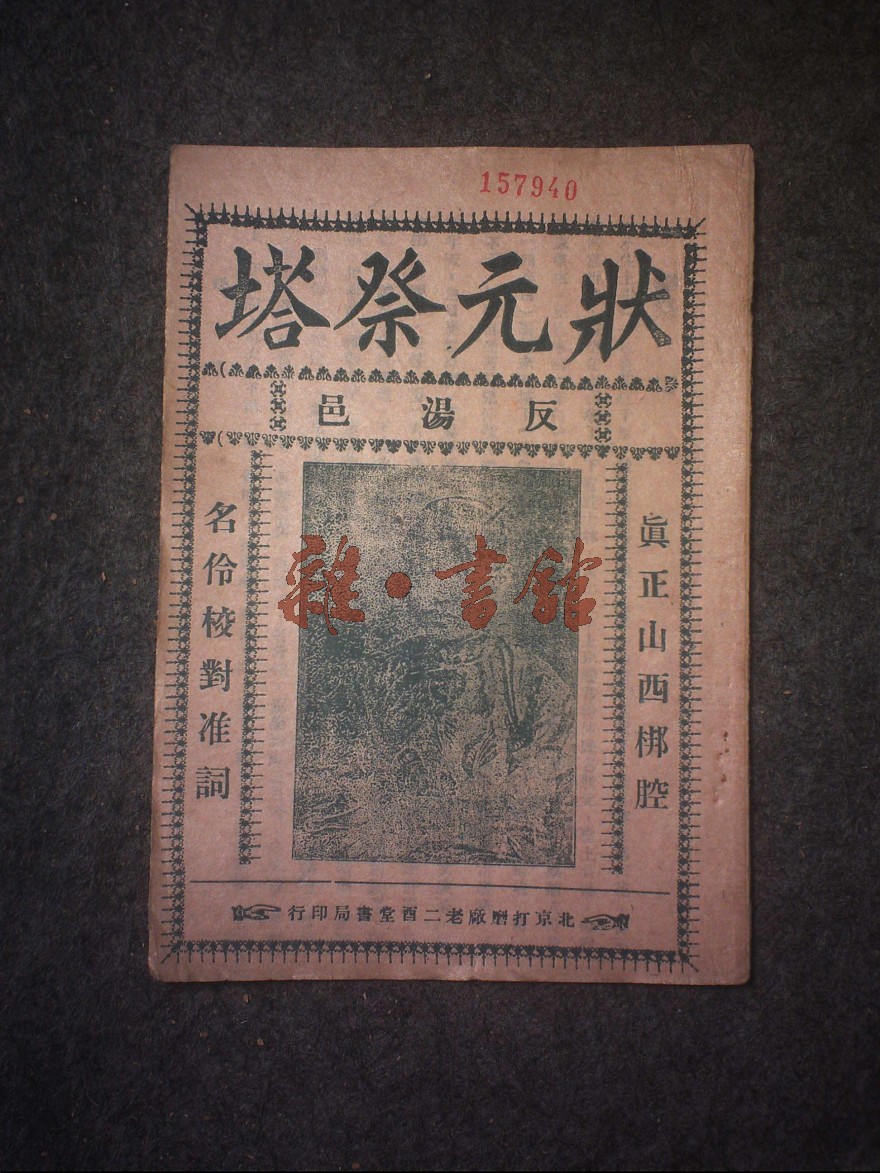 157940
狀元祭塔
反湯邑
眞正山西梆腔
名伶校對准詞
雜·書館
北京打磨廠老二酉堂書局印行